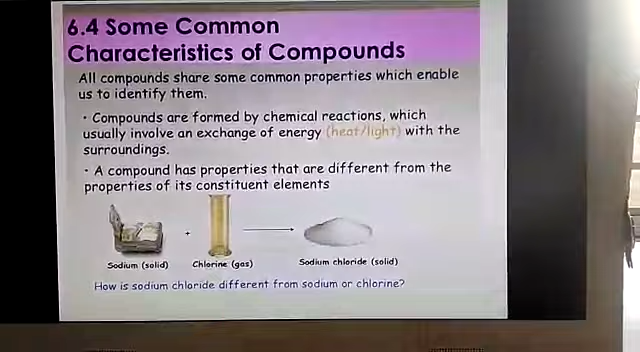 6.4 Some Common
Characteristics of Compounds
All compounds share some common properties which enable
us to identify them.
• Compounds are formed by chemical reactions, which
usually involve an exchange of energy (heat/light) with the
surroundings.
• A compound has properties that are different from the
properties of its constituent elements
+
Sodium (solid) Chlorine (gas) Sodium chloride (solid)
How is sodium chloride different from sodium or chlorine?